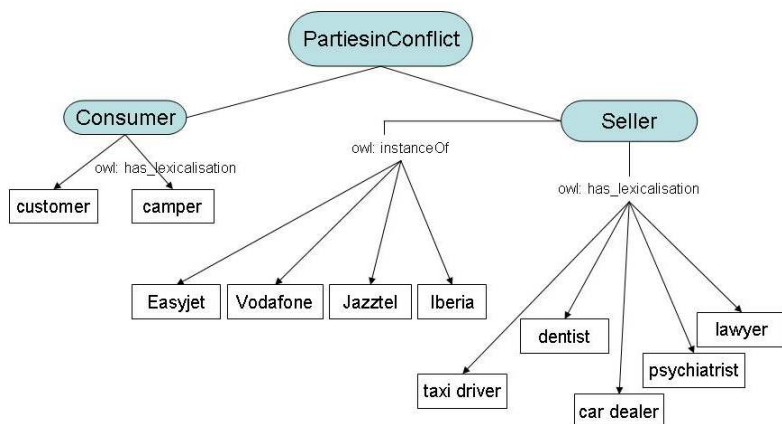 PartiesinConflict
Consumer
Seller
owl: instanceOf
owl: has_lexicalisation
owl: has_lexicalisation
customer
camper
Easyjet
Vodafone
Jazztel
Iberia
lawyer
dentist
psychiatrist
taxi driver
car dealer